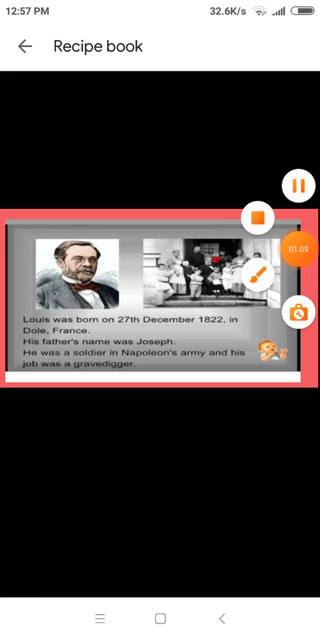 12:57 PM 32.6K/s
Recipe book
01:09
Louis was born on 27th December 1822, in
Dole, France.
His father's name was Joseph.
He was a soldier in Napoleon's army and his
job was a gravedigger.